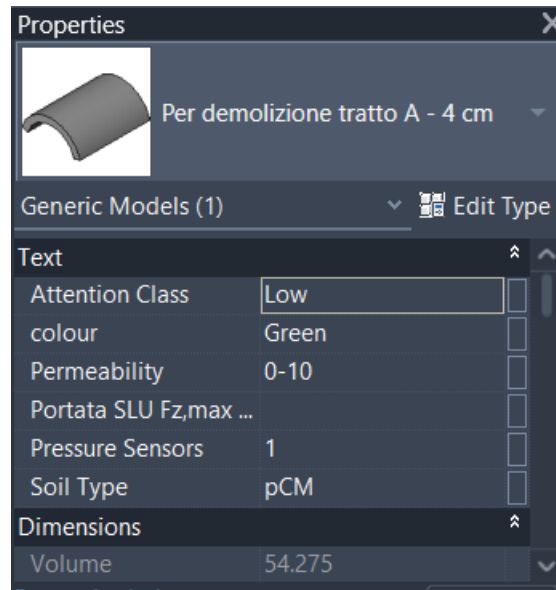 Properties
Per demolizione tratto A - 4 cm
Generic Models (1) Edit Type
Text
Attention Class Low
colour Green
Permeability 0-10
Portata SLU Fz,max ...
Pressure Sensors 1
Soil Type pCM
Dimensions
Volume 54.275